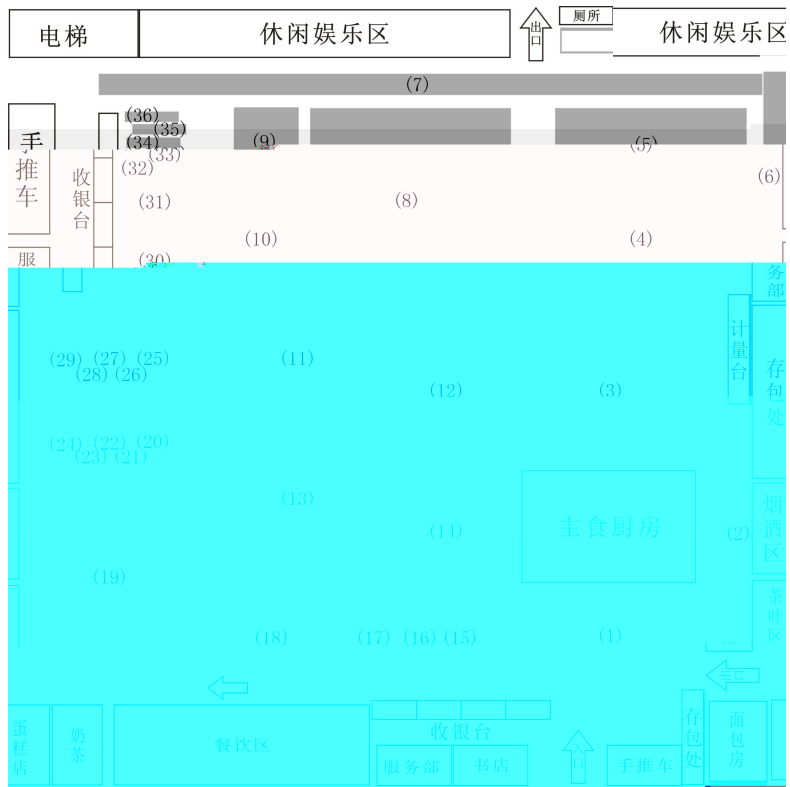 电梯
休闲娱乐区
出口
厕所
休闲娱乐区
(7)
(36)
(35)
(34)
(33)
(32)
(31)
(30)
(9)
(5)
手推车
收银台
(8)
(6)
(10)
(4)
服
务部
计量台
存包处
(29)
(27)
(25)
(28)
(26)
(11)
(12)
(3)
(24)
(22)
(20)
(23)
(21)
(13)
(14)
主食厨房
(2)
烟酒区
(19)
茶叶区
(18)
(17)
(16)
(15)
(1)
蛋糕店
奶茶
餐饮区
收银台
服务部
书店
入口
手推车
存包处
面包房